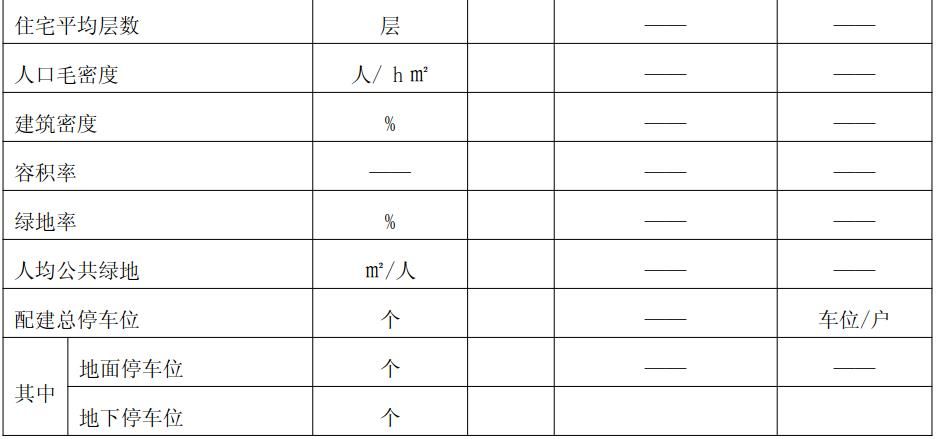 住宅平均层数 层 —— ——
人口毛密度 人/ h㎡ —— ——
建筑密度 % —— ——
容积率 —— —— ——
绿地率 % —— ——
人均公共绿地 ㎡/人 —— ——
配建总停车位 个 —— 车位/户
其中 地面停车位 个 —— ——
地下停车位 个